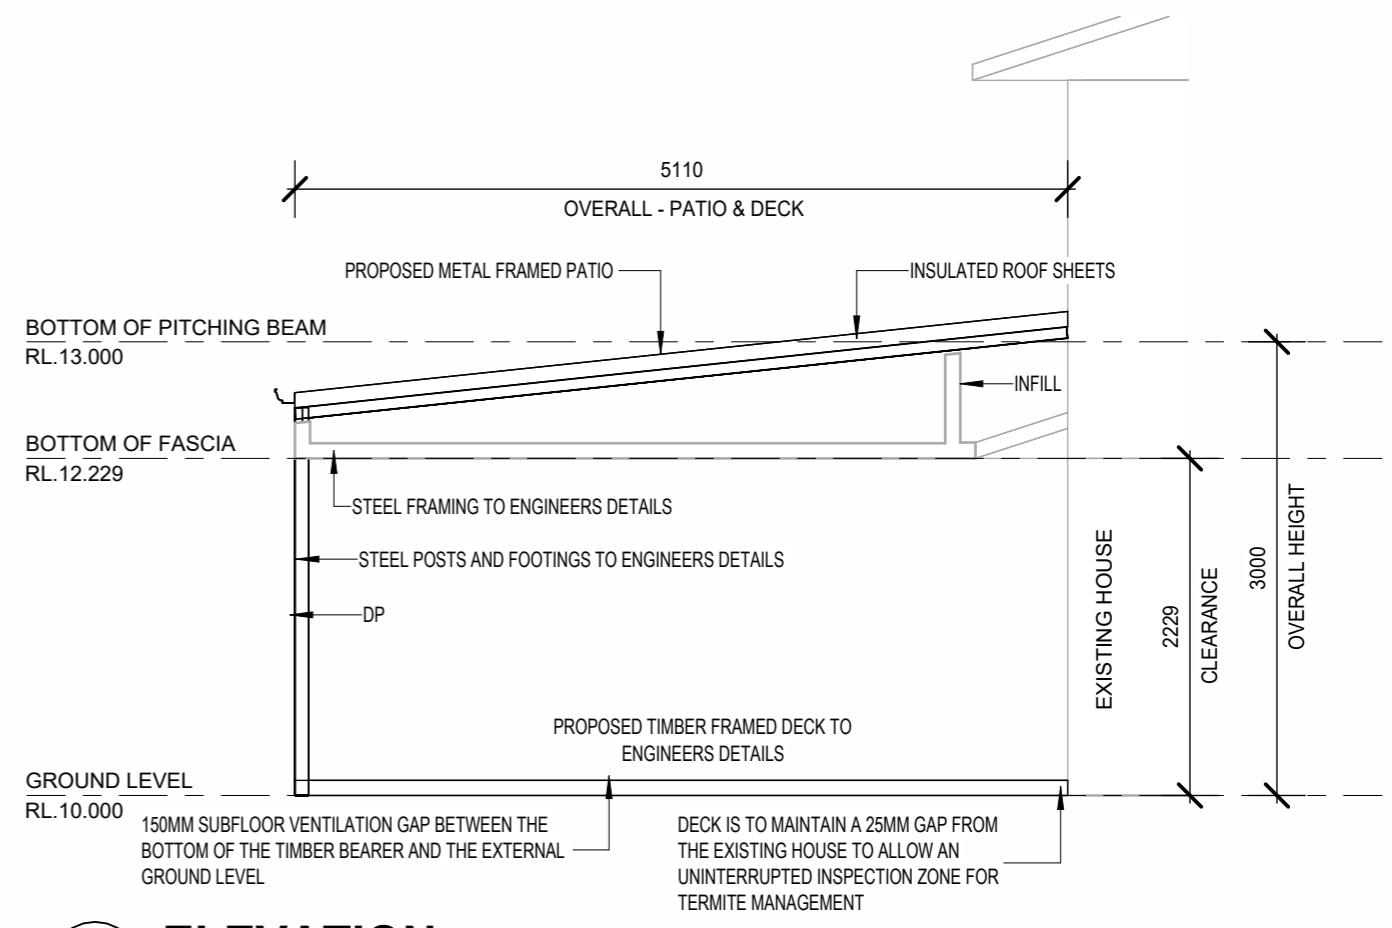 5110
OVERALL - PATIO & DECK
PROPOSED METAL FRAMED PATIO
INSULATED ROOF SHEETS
BOTTOM OF PITCHING BEAM
RL.13.000
INFILL
BOTTOM OF FASCIA
RL.12.229
STEEL FRAMING TO ENGINEERS DETAILS
STEEL POSTS AND FOOTINGS TO ENGINEERS DETAILS
DP
EXISTING HOUSE
2229
CLEARANCE
3000
OVERALL HEIGHT
PROPOSED TIMBER FRAMED DECK TO
ENGINEERS DETAILS
GROUND LEVEL
RL.10.000
150MM SUBFLOOR VENTILATION GAP BETWEEN THE
BOTTOM OF THE TIMBER BEARER AND THE EXTERNAL
GROUND LEVEL
DECK IS TO MAINTAIN A 25MM GAP FROM
THE EXISTING HOUSE TO ALLOW AN
UNINTERRUPTED INSPECTION ZONE FOR
TERMITE MANAGEMENT
ELEVATION